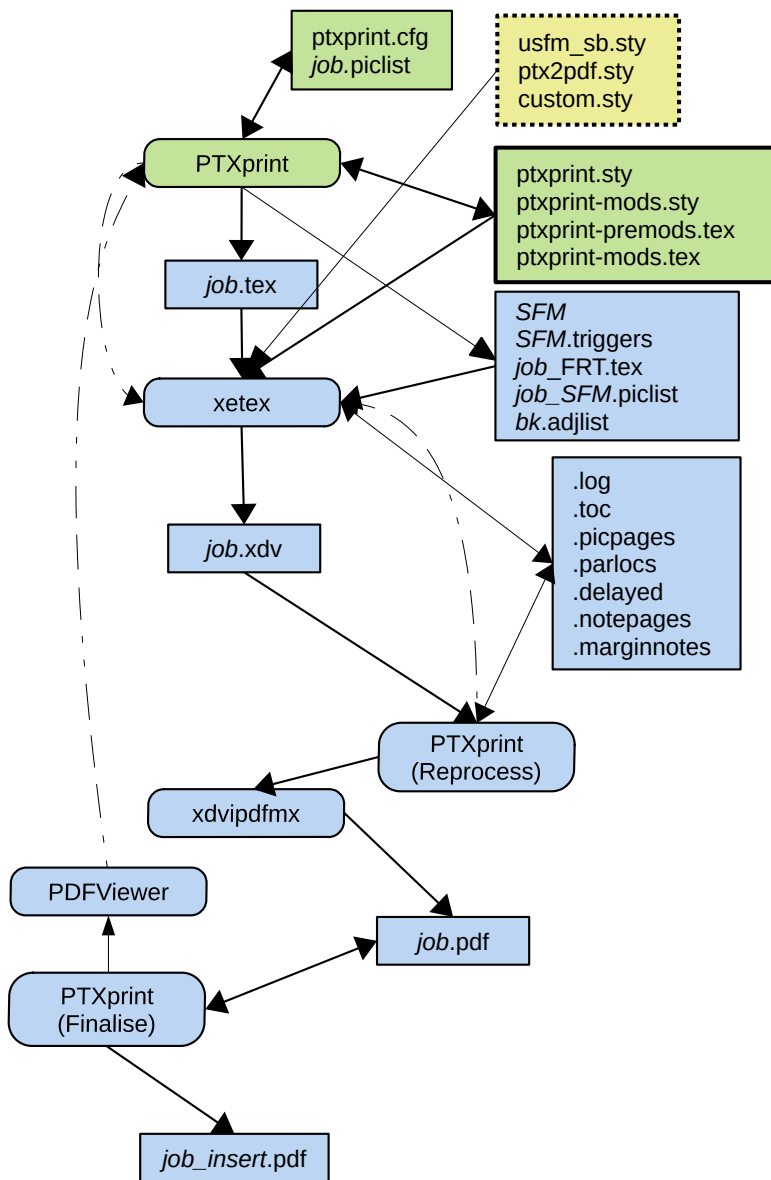 ptxprint.cfg
job.piclist
usfm_sb.sty
ptx2pdf.sty
custom.sty
PTXprint
ptxprint.sty
ptxprint-mods.sty
ptxprint-premods.tex
ptxprint-mods.tex
job.tex
SFM
SFM.triggers
job_FRT.tex
job_SFM.piclist
bk.adjlist
xetex
.log
.toc
.picpages
.parlocs
.delayed
.notepages
.marginnotes
job.xdv
PTXprint
(Reprocess)
xdvipdfmx
PDFViewer
job.pdf
PTXprint
(Finalise)
job_insert.pdf